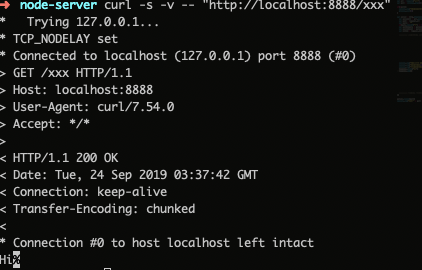 ➜  node-server curl -s -v -- "http://localhost:8888/xxx"
*   Trying 127.0.0.1...
* TCP_NODELAY set
* Connected to localhost (127.0.0.1) port 8888 (#0)
> GET /xxx HTTP/1.1
> Host: localhost:8888
> User-Agent: curl/7.54.0
> Accept: */*
>
< HTTP/1.1 200 OK
< Date: Tue, 24 Sep 2019 03:37:42 GMT
< Connection: keep-alive
< Transfer-Encoding: chunked
<
* Connection #0 to host localhost left intact
Hi%